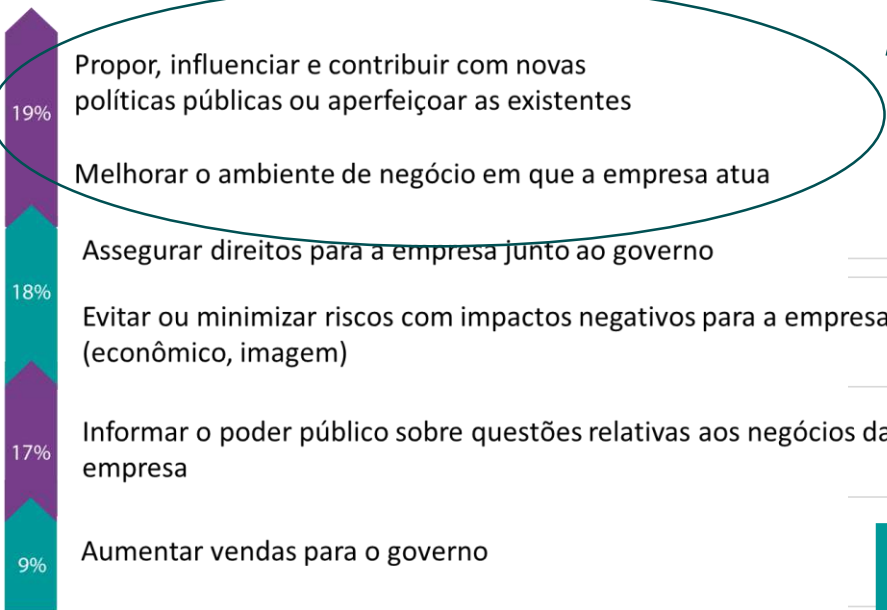 19%
Propor, influenciar e contribuir com novas
políticas públicas ou aperfeiçoar as existentes
Melhorar o ambiente de negócio em que a empresa atua
18%
Assegurar direitos para a empresa junto ao governo
Evitar ou minimizar riscos com impactos negativos para a empresa
(econômico, imagem)
17%
Informar o poder público sobre questões relativas aos negócios da
empresa
9%
Aumentar vendas para o governo